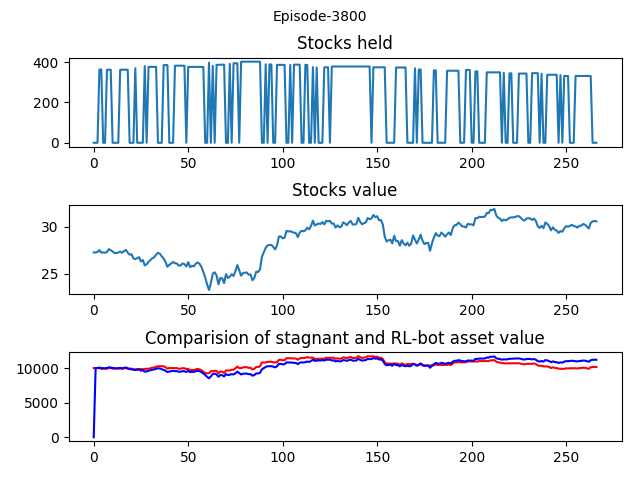 Episode-3800
Stocks held
400
200
0
0 50 100 150 200 250
Stocks value
30
25
0 50 100 150 200 250
Comparision of stagnant and RL-bot asset value
10000
5000
0
0 50 100 150 200 250